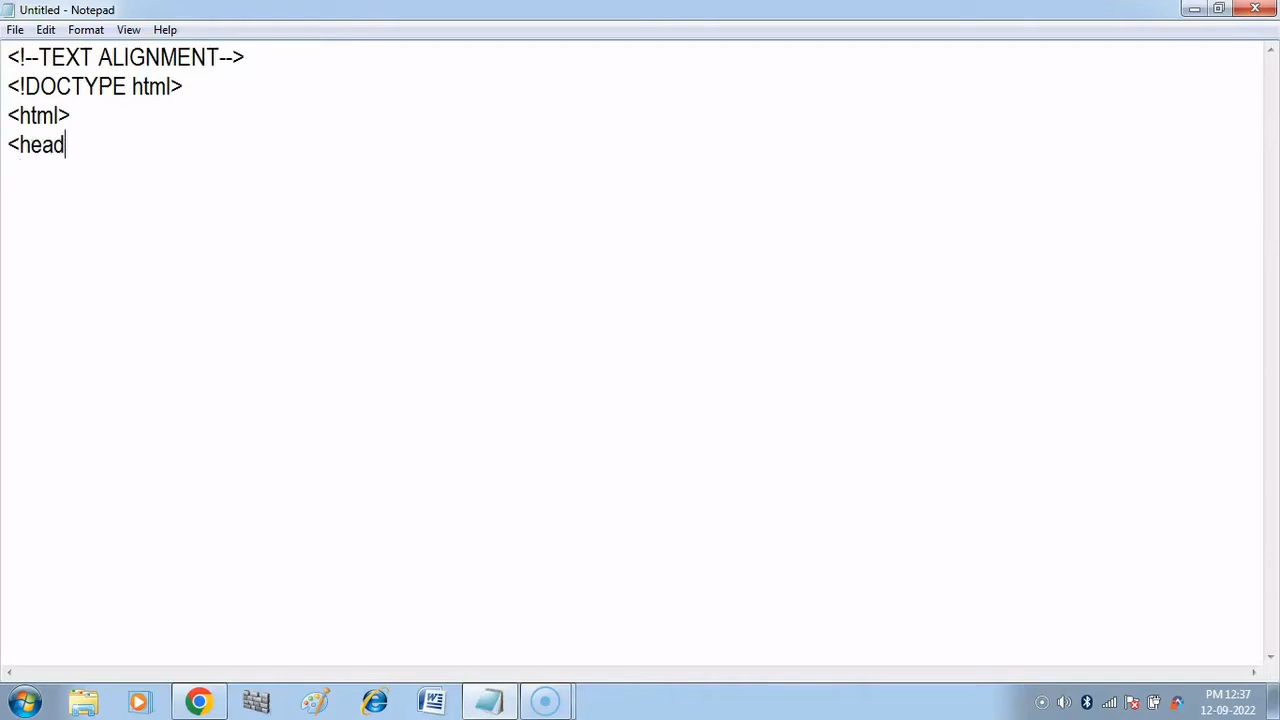 Untitled - Notepad
File Edit Format View Help
<!--TEXT ALIGNMENT-->
<!DOCTYPE html>
<html>
<head
PM 12:37
12-09-2022